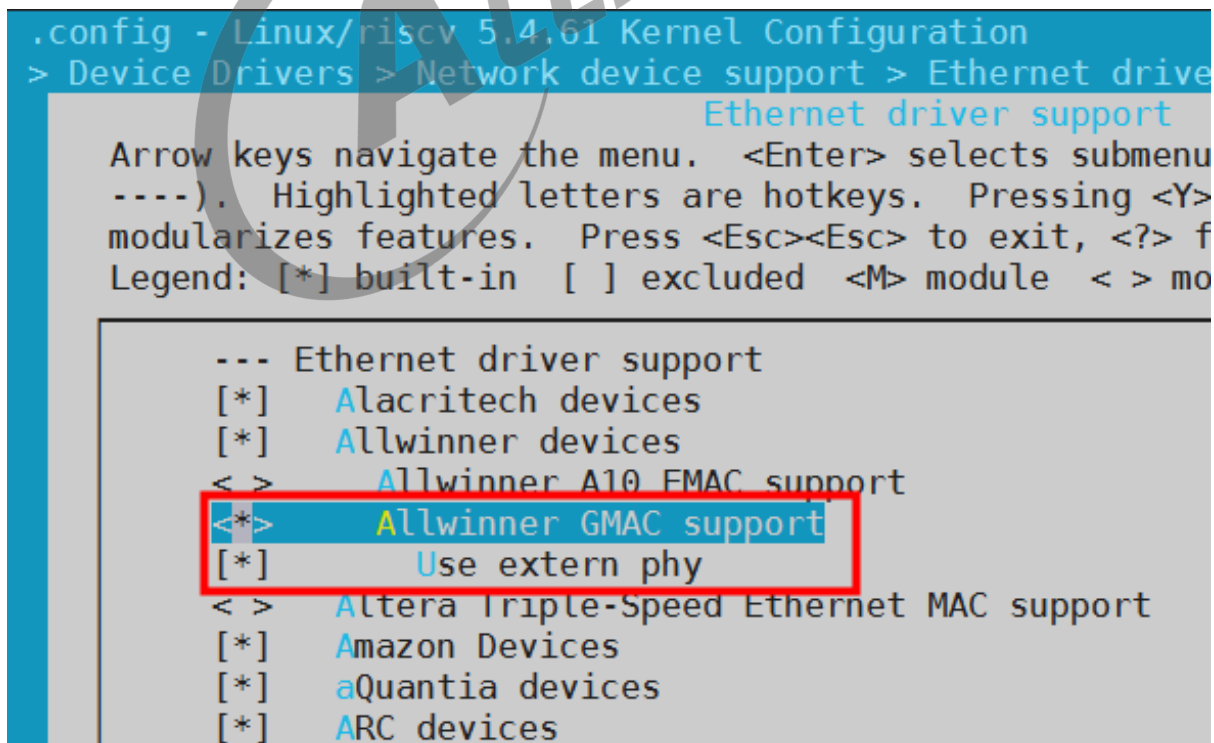 .config - Linux/riscv 5.4.61 Kernel Configuration
> Device Drivers > Network device support > Ethernet drive
Ethernet driver support
Arrow keys navigate the menu.  <Enter> selects submenu
----).  Highlighted letters are hotkeys.  Pressing <Y>
modularizes features.  Press <Esc><Esc> to exit, <?> f
Legend: [*] built-in  [ ] excluded  <M> module  < > mo
--- Ethernet driver support
[*]   Alacritech devices
[*]   Allwinner devices
< >     Allwinner A10 EMAC support
<*>     Allwinner GMAC support
[*]       Use extern phy
< >   Altera Triple-Speed Ethernet MAC support
[*]   Amazon Devices
[*]   aQuantia devices
[*]   ARC devices